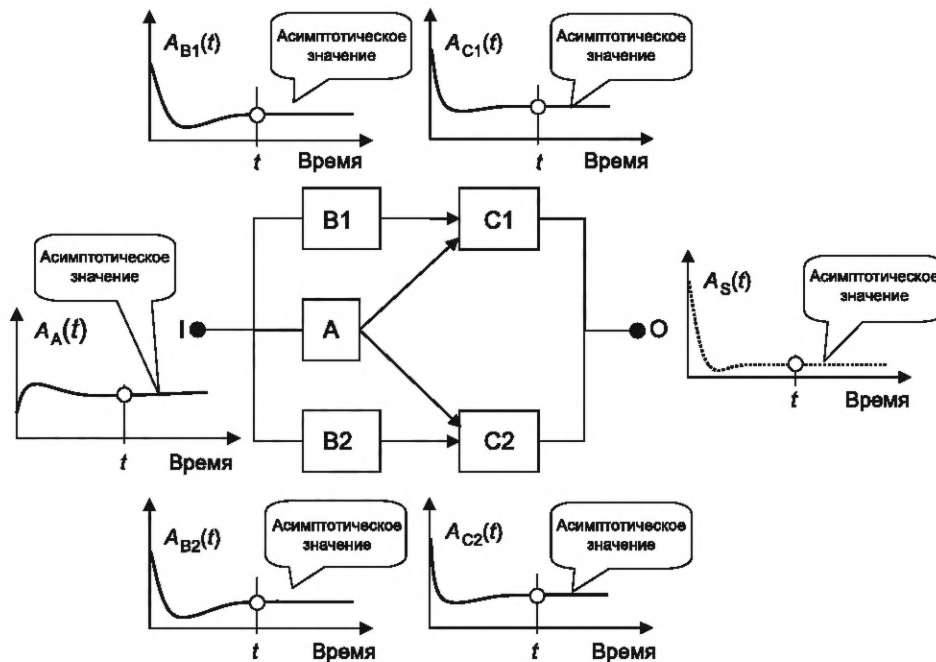 A_B1(t)
Асимптотическое
значение
t
Время
A_C1(t)
Асимптотическое
значение
t
Время
B1
C1
Асимптотическое
значение
A_A(t)
t
Время
I
A
O
A_S(t)
Асимптотическое
значение
t
Время
B2
C2
A_B2(t)
Асимптотическое
значение
t
Время
A_C2(t)
Асимптотическое
значение
t
Время